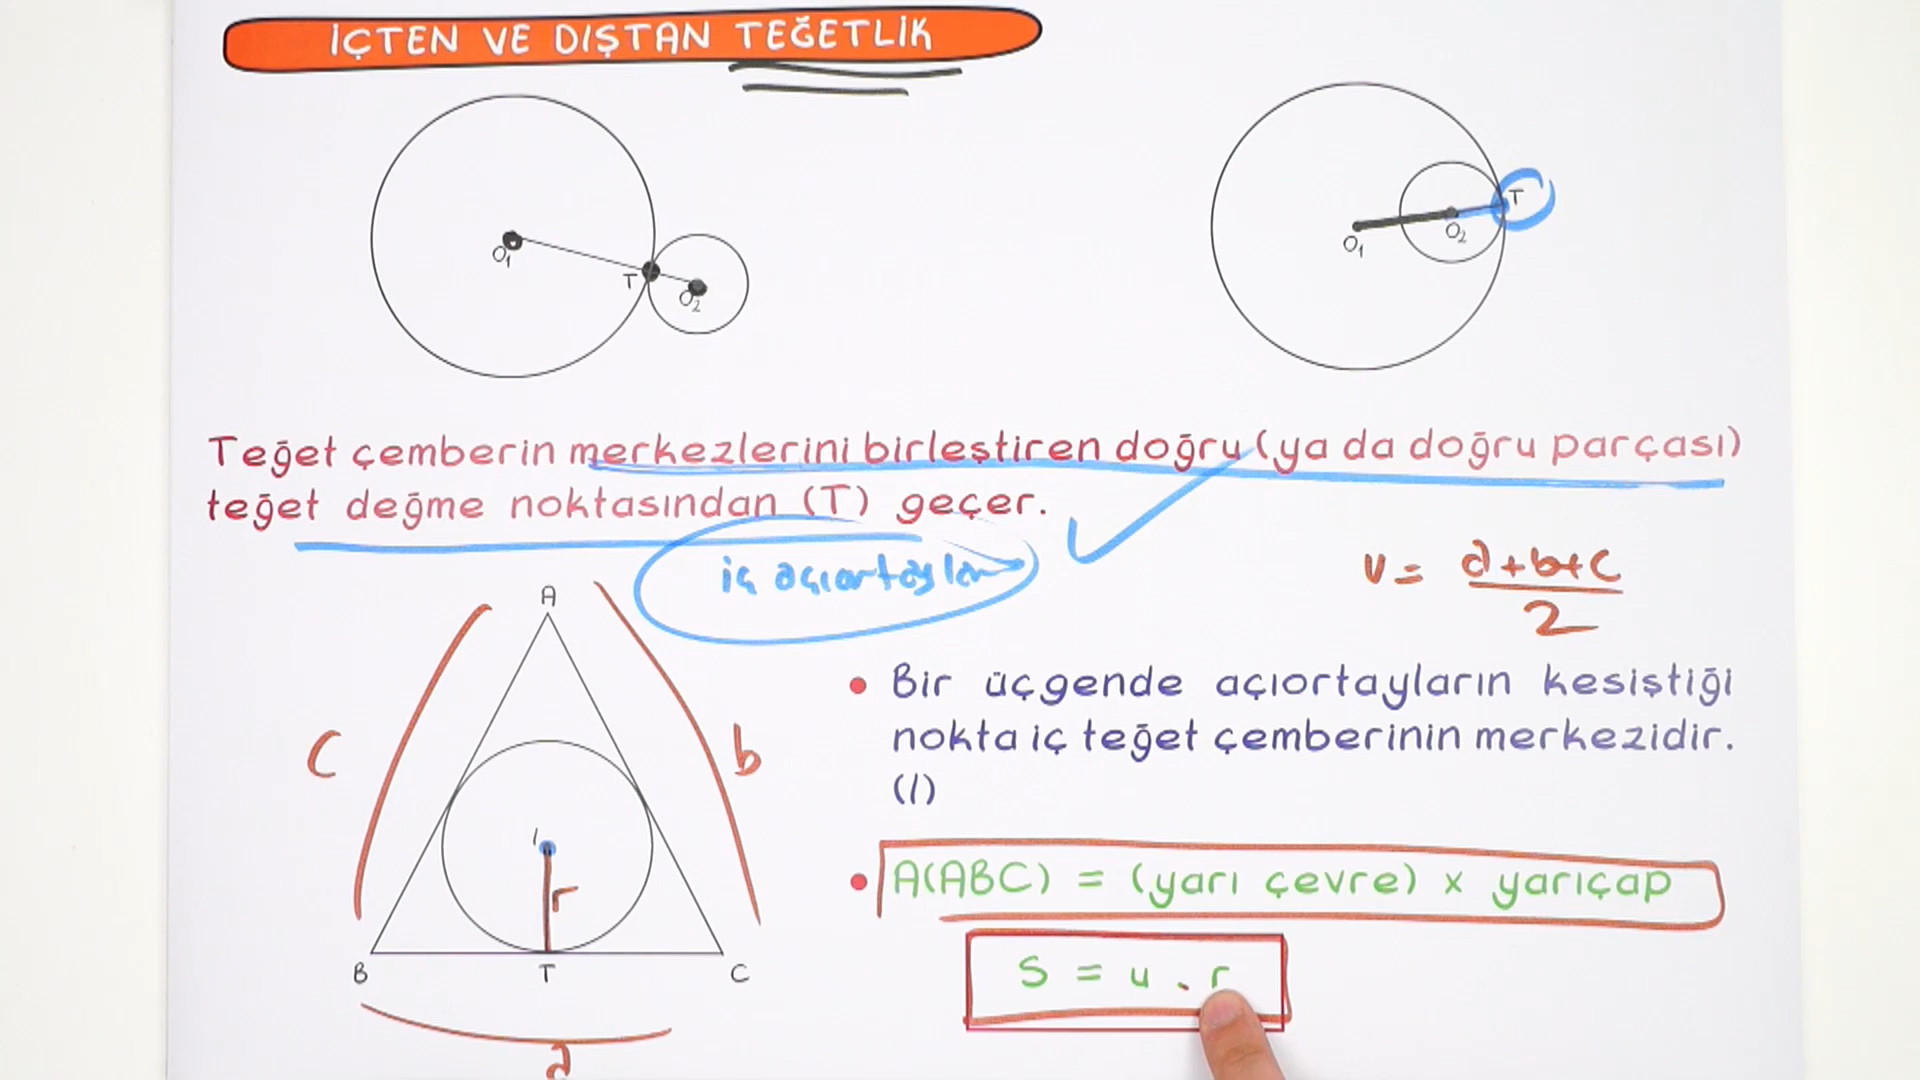 İÇTEN VE DIŞTAN TEĞETLİK
O1
T
O2
O1
O2
T
Teğet çemberin merkezlerini birleştiren doğru (ya da doğru parçası)
teğet değme noktasından (T) geçer.
iç açıortayları
u = a+b+c
2
A
c
b
I
r
B
T
C
a
• Bir üçgende açıortayların kesiştiği
nokta iç teğet çemberinin merkezidir.
(I)
• A(ABC) = (yarı çevre) x yarıçap
S = u . r